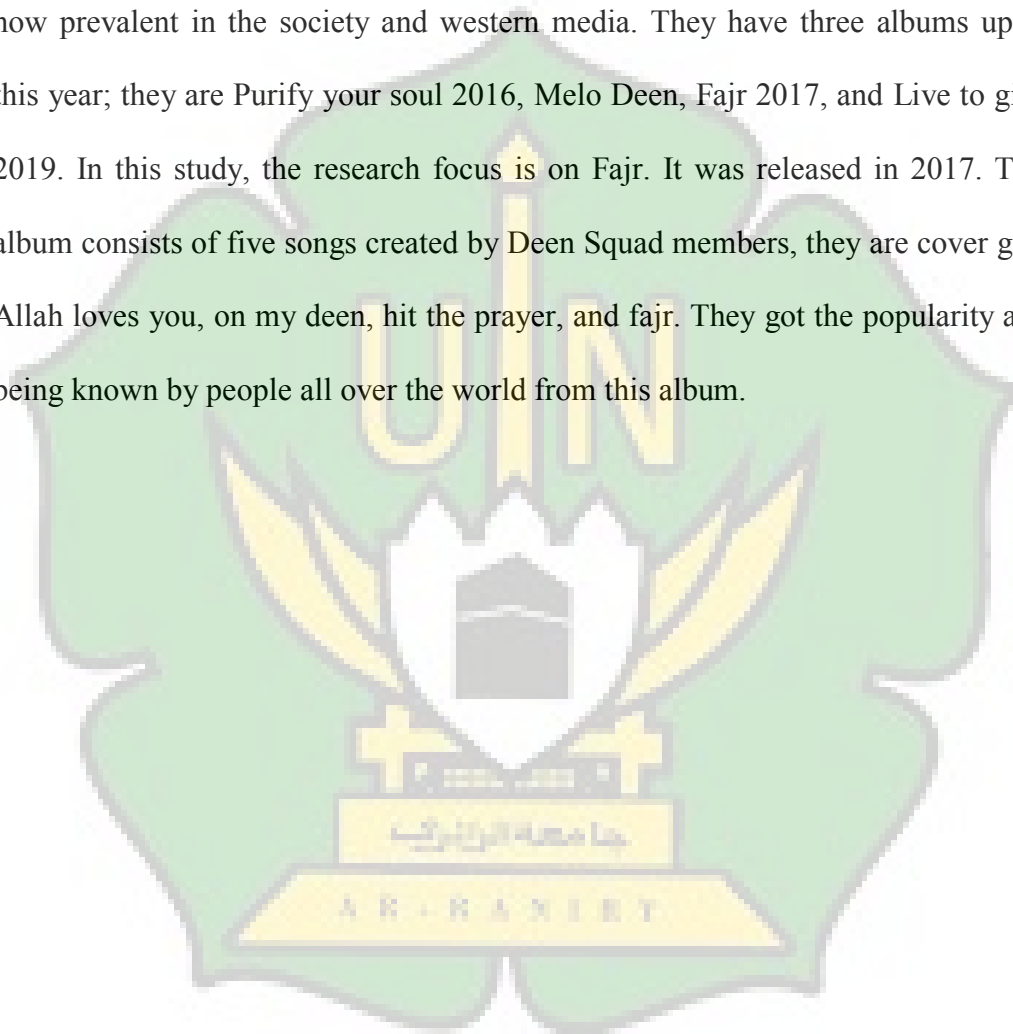 now prevalent in the society and western media. They have three albums up
this year; they are Purify your soul 2016, Melo Deen, Fajr 2017, and Live to g
2019. In this study, the research focus is on Fajr. It was released in 2017. T
album consists of five songs created by Deen Squad members, they are cover g
Allah loves you, on my deen, hit the prayer, and fajr. They got the popularity a
being known by people all over the world from this album.
UIN
جامعة الرانيري
AR-RANIRY